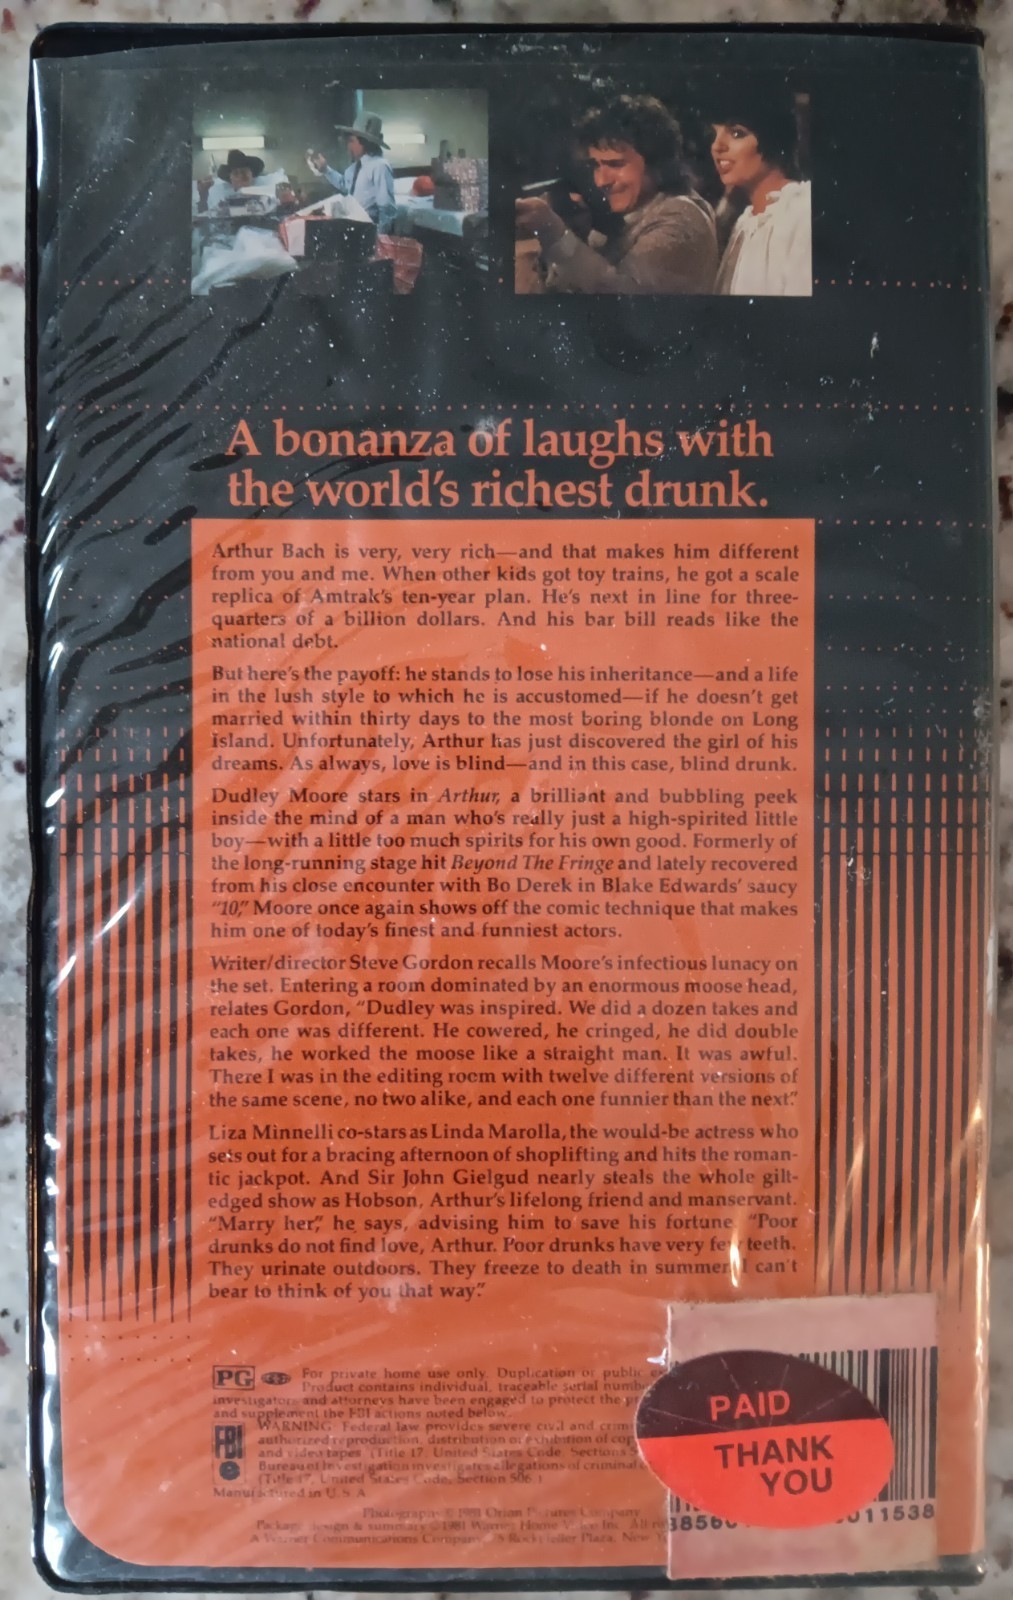 A bonanza of laughs with
the world's richest drunk.
Arthur Bach is very, very rich—and that makes him different
from you and me. When other kids got toy trains, he got a scale
replica of Amtrak's ten-year plan. He's next in line for three-
quarters of a billion dollars. And his bar bill reads like the
national debt.
But here's the payoff: he stands to lose his inheritance—and a life
in the lush style to which he is accustomed—if he doesn't get
married within thirty days to the most boring blonde on Long
Island. Unfortunately, Arthur has just discovered the girl of his
dreams. As always, love is blind—and in this case, blind drunk.
Dudley Moore stars in Arthur, a brilliant and bubbling peek
inside the mind of a man who's really just a high-spirited little
boy—with a little too much spirits for his own good. Formerly of
the long-running stage hit Beyond The Fringe and lately recovered
from his close encounter with Bo Derek in Blake Edwards' saucy
"10," Moore once again shows off the comic technique that makes
him one of today's finest and funniest actors.
Writer/director Steve Gordon recalls Moore's infectious lunacy on
the set. Entering a room dominated by an enormous moose head,
relates Gordon, "Dudley was inspired. We did a dozen takes and
each one was different. He cowered, he cringed, he did double
takes, he worked the moose like a straight man. It was awful.
There I was in the editing room with twelve different versions of
the same scene, no two alike, and each one funnier than the next."
Liza Minnelli co-stars as Linda Marolla, the would-be actress who
sets out for a bracing afternoon of shoplifting and hits the roman-
tic jackpot. And Sir John Gielgud nearly steals the whole gilt-
edged show as Hobson, Arthur's lifelong friend and manservant.
"Marry her," he says, advising him to save his fortune. "Poor
drunks do not find love, Arthur. Poor drunks have very few teeth.
They urinate outdoors. They freeze to death in summer. I can't
bear to think of you that way."
PG For private home use only. Duplication or public
Product contains individual, traceable serial
investigators and attorneys have been engaged to protect the
and supplement the FBI actions noted below.
FBI WARNING: Federal law provides severe civil and
authorized reproduction, distribution or exhibition of
and video tapes. (Title 17, United States Code, Sections
Bureau of Investigation investigates allegations of criminal
(Title 17, United States Code, Section 506.)
Manufactured in U.S.A.
Photography © 1981 Orion Pictures Company
Package design & summary © 1981 Warner Home Video Inc. All
A Warner Communications Company, 75 Rockefeller Plaza, New
PAID
THANK
YOU
011538